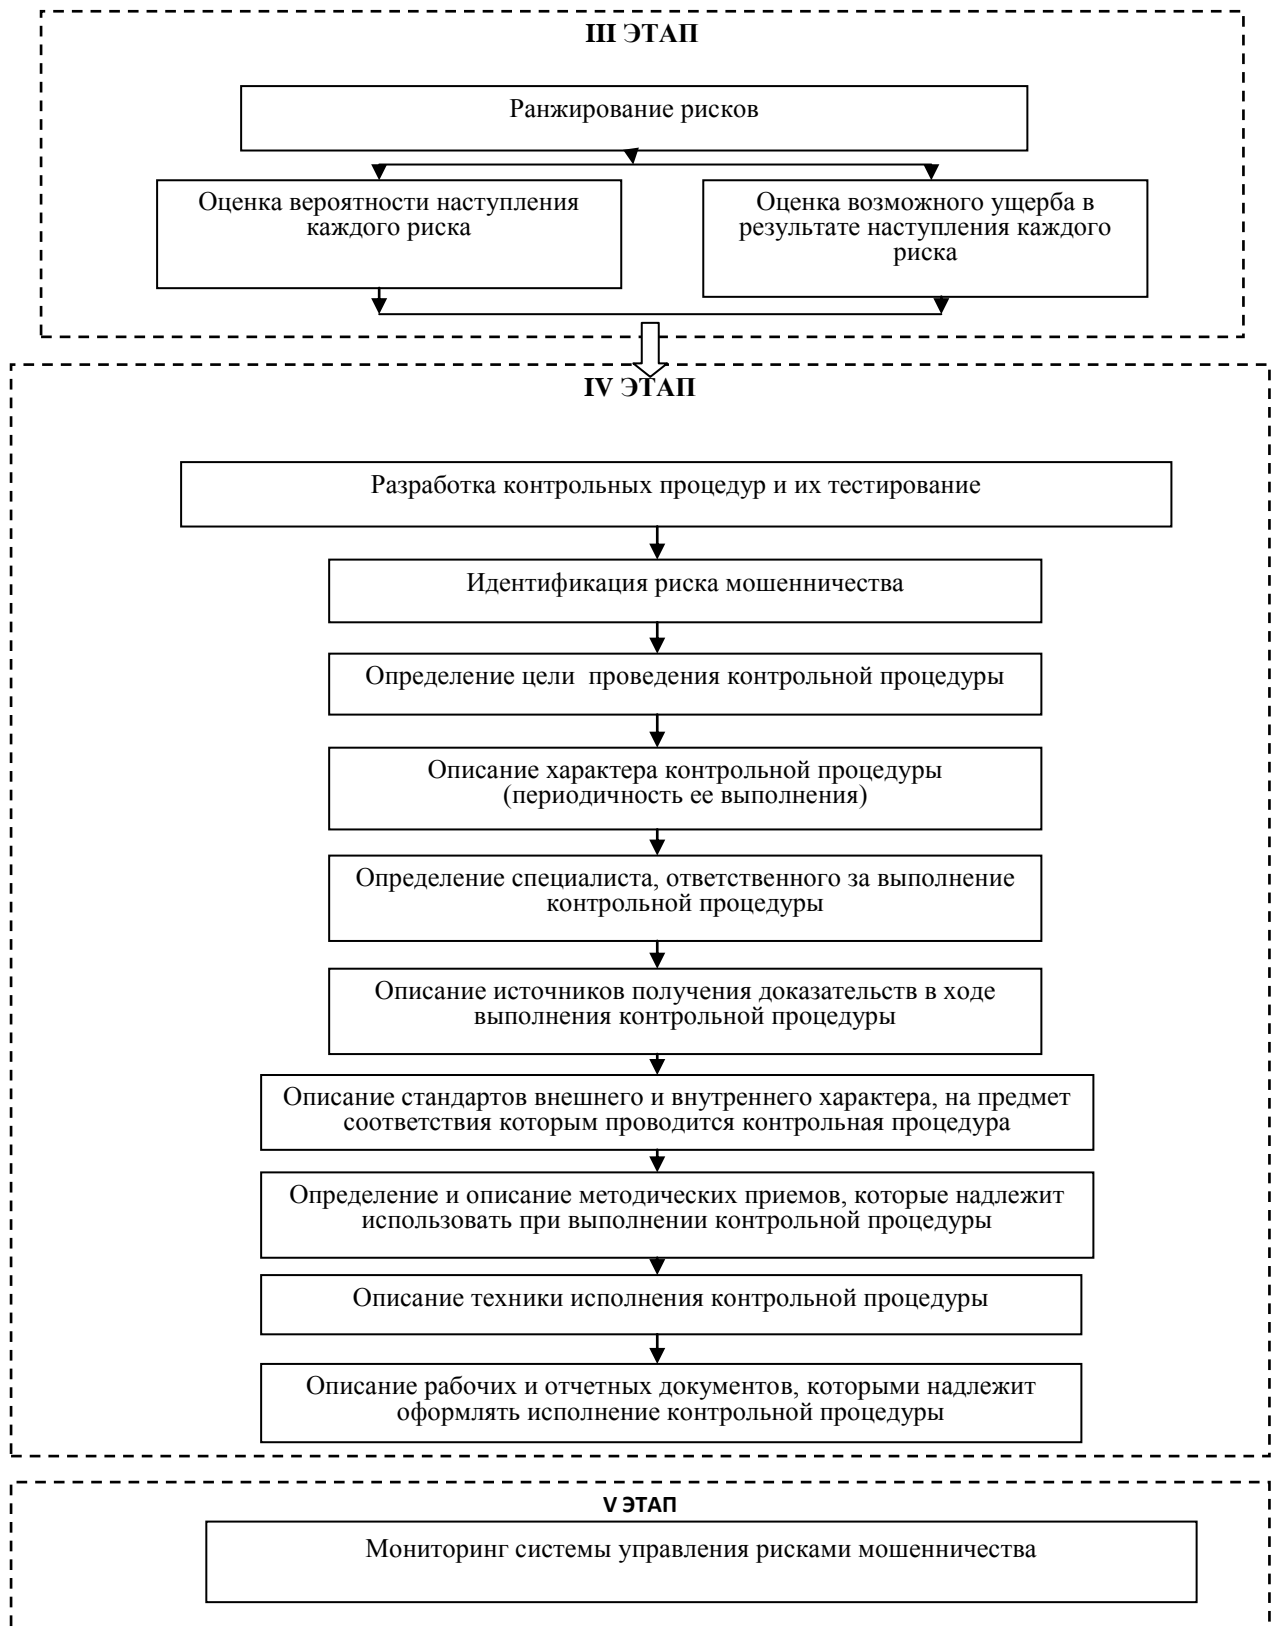 III ЭТАП
Ранжирование рисков
Оценка вероятности наступления
каждого риска
Оценка возможного ущерба в
результате наступления каждого
риска
IV ЭТАП
Разработка контрольных процедур и их тестирование
Идентификация риска мошенничества
Определение цели проведения контрольной процедуры
Описание характера контрольной процедуры
(периодичность ее выполнения)
Определение специалиста, ответственного за выполнение
контрольной процедуры
Описание источников получения доказательств в ходе
выполнения контрольной процедуры
Описание стандартов внешнего и внутреннего характера, на предмет
соответствия которым проводится контрольная процедура
Определение и описание методических приемов, которые надлежит
использовать при выполнении контрольной процедуры
Описание техники исполнения контрольной процедуры
Описание рабочих и отчетных документов, которыми надлежит
оформлять исполнение контрольной процедуры
V ЭТАП
Мониторинг системы управления рисками мошенничества